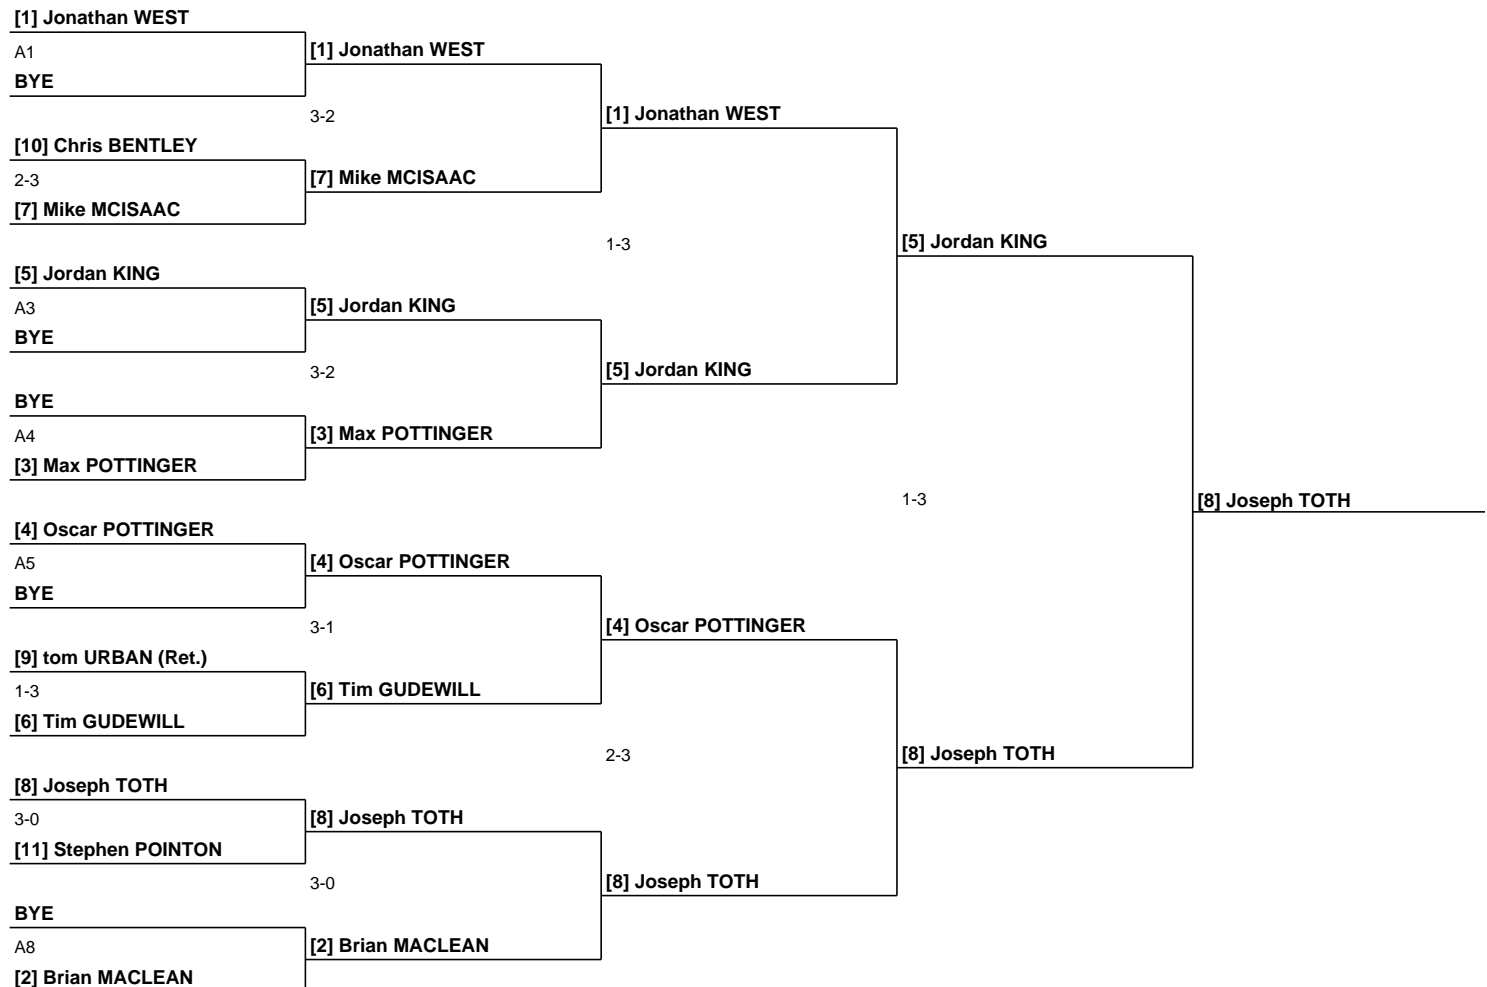 [1] Jonathan WEST
A1
BYE
[10] Chris BENTLEY
2-3
[7] Mike MCISAAC
[5] Jordan KING
A3
BYE
BYE
A4
[3] Max POTTINGER
[4] Oscar POTTINGER
A5
BYE
[9] tom URBAN (Ret.)
1-3
[6] Tim GUDEWILL
[8] Joseph TOTH
3-0
[11] Stephen POINTON
BYE
A8
[2] Brian MACLEAN
[1] Jonathan WEST
3-2
[7] Mike MCISAAC
[5] Jordan KING
3-2
[3] Max POTTINGER
[4] Oscar POTTINGER
3-1
[6] Tim GUDEWILL
[8] Joseph TOTH
3-0
[2] Brian MACLEAN
[1] Jonathan WEST
1-3
[5] Jordan KING
[4] Oscar POTTINGER
2-3
[8] Joseph TOTH
[5] Jordan KING
1-3
[8] Joseph TOTH
[8] Joseph TOTH